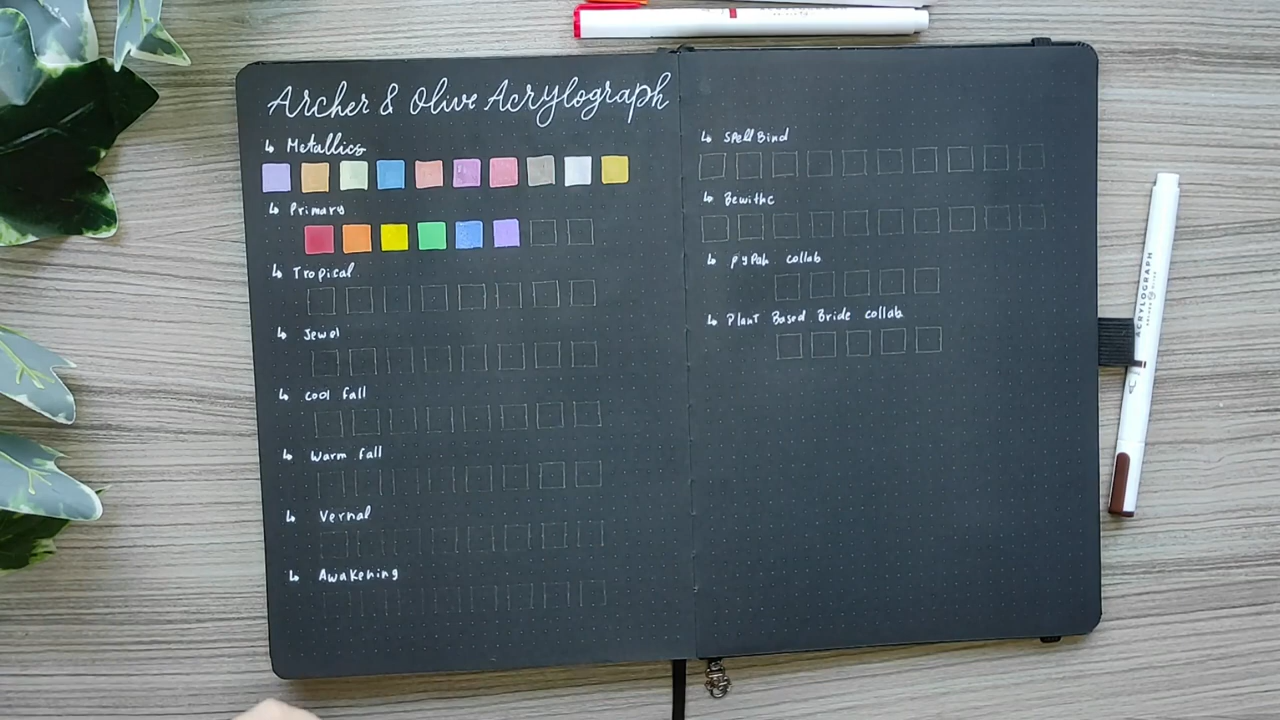 Archer & Olive Acrylograph
↳ Metallics
↳ Primary
↳ Tropical
↳ Jewel
↳ cool fall
↳ Warm fall
↳ Vernal
↳ Awakening
↳ SpellBind
↳ Bewithc
↳ PyPah collab
↳ Plant Based Bride collab
ACRYLOGRAPH